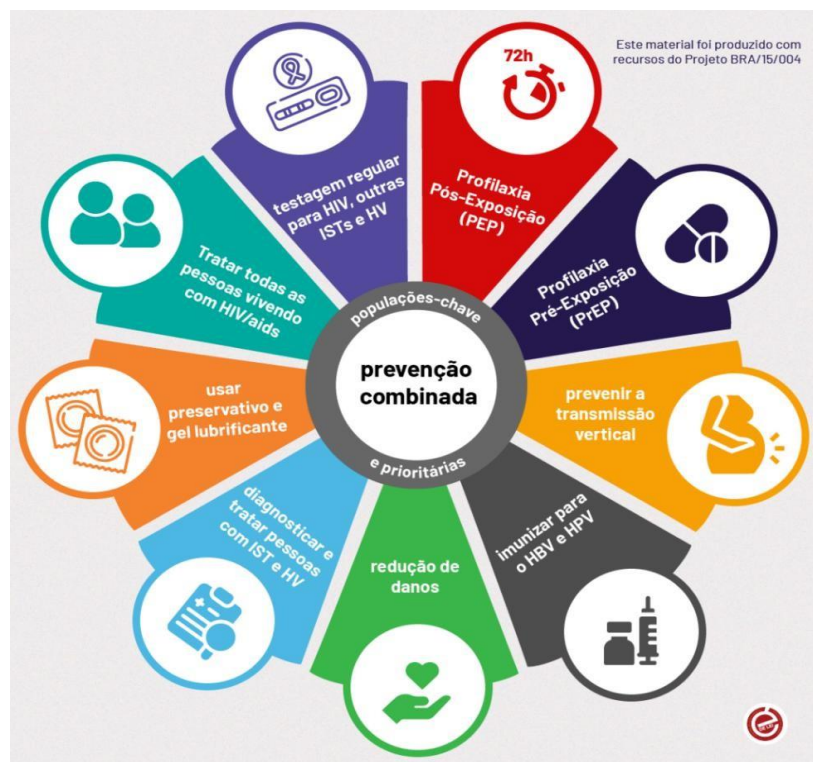 Este material foi produzido com
recursos do Projeto BRA/15/004
72h
Profilaxia
Pós-Exposição
(PEP)
Profilaxia
Pré-Exposição
(PrEP)
prevenir a
transmissão
vertical
imunizar para
o HBV e HPV
redução de
danos
diagnosticar e
tratar pessoas
com IST e HV
usar
preservativo e
gel lubrificante
Tratar todas as
pessoas vivendo
com HIV/aids
testagem regular
para HIV, outras
ISTs e HV
populações-chave
prevenção
combinada
e prioritárias